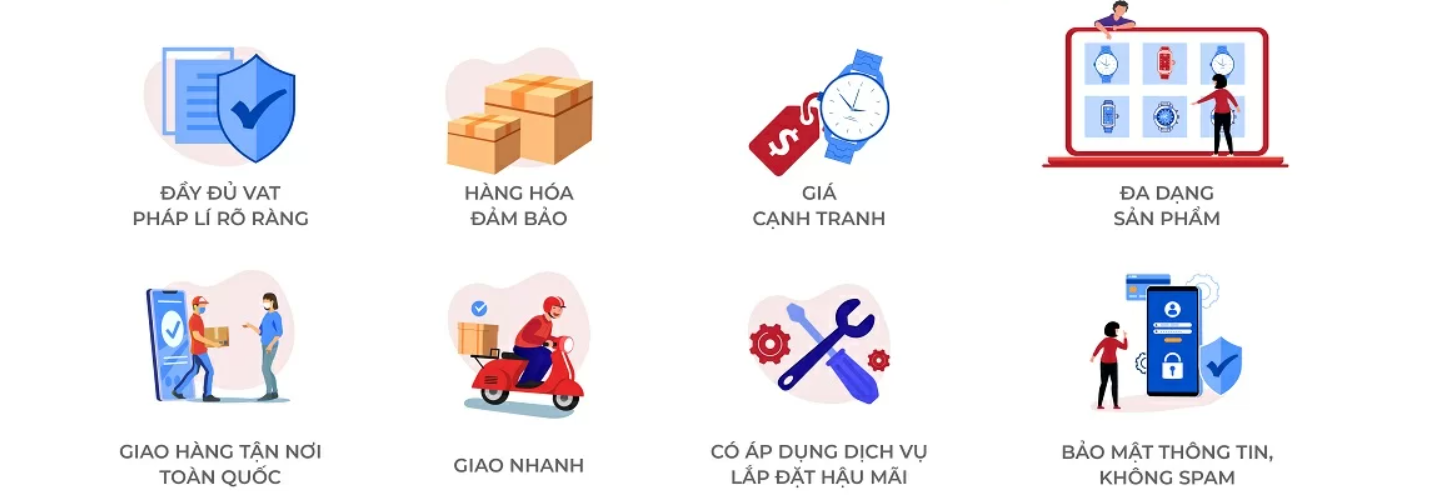 ĐẦY ĐỦ VAT
PHÁP LÍ RÕ RÀNG
HÀNG HÓA
ĐẢM BẢO
$
GIÁ
CẠNH TRANH
ĐA DẠNG
SẢN PHẨM
GIAO HÀNG TẬN NƠI
TOÀN QUỐC
GIAO NHANH
CÓ ÁP DỤNG DỊCH VỤ
LẮP ĐẶT HẬU MÃI
BẢO MẬT THÔNG TIN,
KHÔNG SPAM